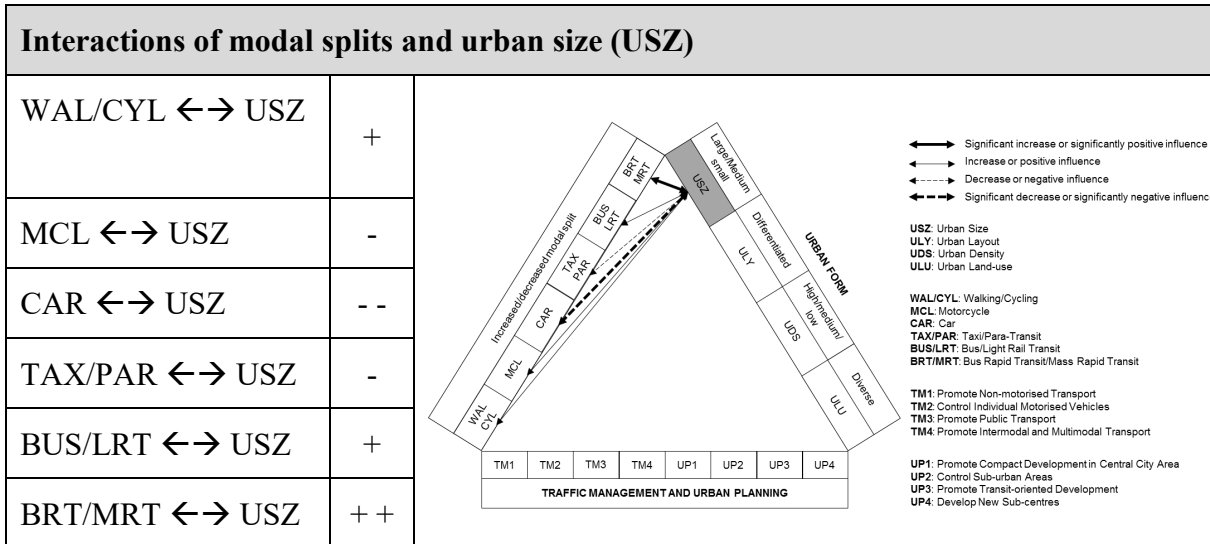 Interactions of modal splits and urban size (USZ)
WAL/CYL ←→ USZ
+
MCL ←→ USZ
-
CAR ←→ USZ
- -
TAX/PAR ←→ USZ
-
BUS/LRT ←→ USZ
+
BRT/MRT ←→ USZ
+ +
Increased/decreased modal split
BRT
MRT
BUS
LRT
TAX
PAR
CAR
MCL
WAL
CYL
USZ
ULY
UDS
ULU
Large/Medium
small
Differentiated
High/medium/
low
Diverse
URBAN FORM
TM1 TM2 TM3 TM4 UP1 UP2 UP3 UP4
TRAFFIC MANAGEMENT AND URBAN PLANNING
Significant increase or significantly positive influence
Increase or positive influence
Decrease or negative influence
Significant decrease or significantly negative influenc
USZ: Urban Size
ULY: Urban Layout
UDS: Urban Density
ULU: Urban Land-use
WAL/CYL: Walking/Cycling
MCL: Motorcycle
CAR: Car
TAX/PAR: Taxi/Para-Transit
BUS/LRT: Bus/Light Rail Transit
BRT/MRT: Bus Rapid Transit/Mass Rapid Transit
TM1: Promote Non-motorised Transport
TM2: Control Individual Motorised Vehicles
TM3: Promote Public Transport
TM4: Promote Intermodal and Multimodal Transport
UP1: Promote Compact Development in Central City Area
UP2: Control Sub-urban Areas
UP3: Promote Transit-oriented Development
UP4: Develop New Sub-centres